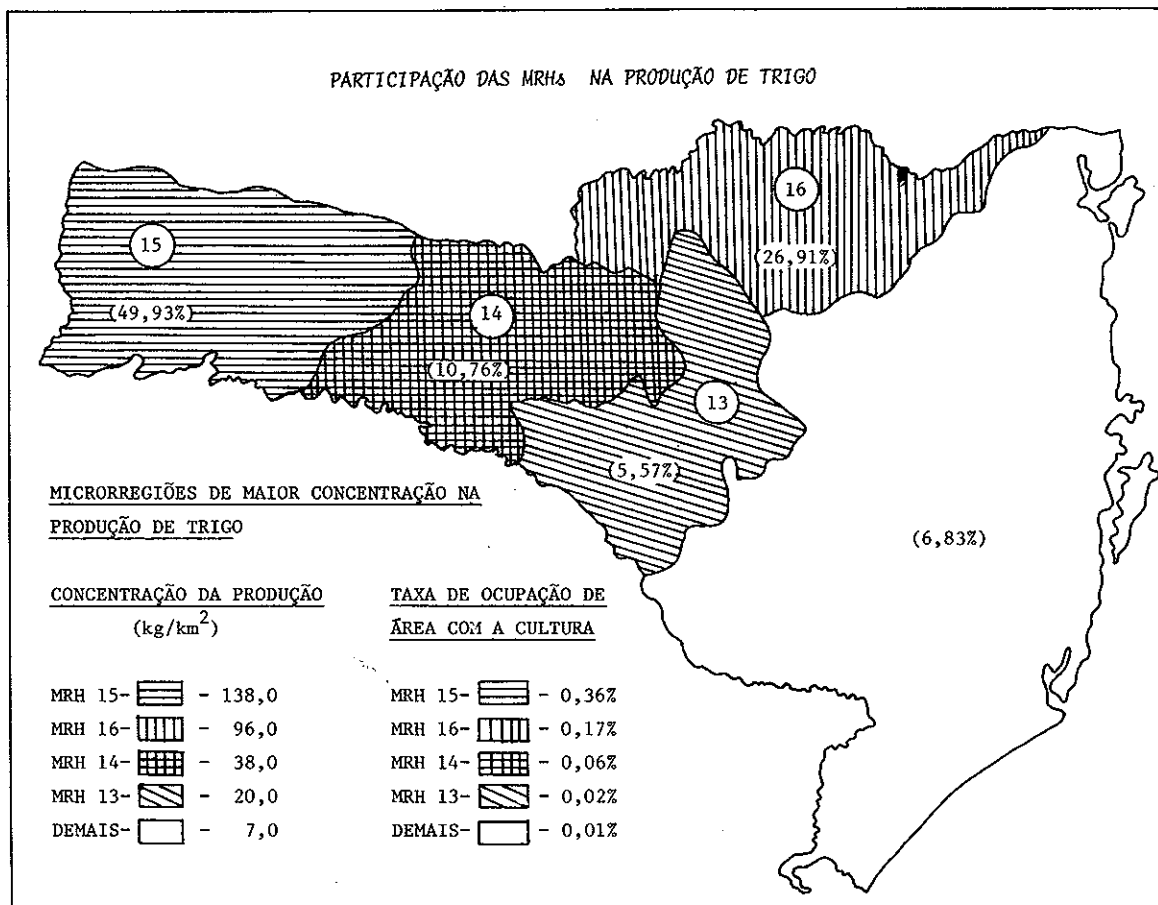 PARTICIPAÇÃO DAS MRHs NA PRODUÇÃO DE TRIGO
16
26,91%)
15
(49,93%)
14
(10,76%)
13
(5,57%)
(6,83%)
MICRORREGIÕES DE MAIOR CONCENTRAÇÃO NA
PRODUÇÃO DE TRIGO
CONCENTRAÇÃO DA PRODUÇÃO
(kg/km²)
MRH 15- - 138,0
MRH 16- - 96,0
MRH 14- - 38,0
MRH 13- - 20,0
DEMAIS- - 7,0
TAXA DE OCUPAÇÃO DE
ÁREA COM A CULTURA
MRH 15- - 0,36%
MRH 16- - 0,17%
MRH 14- - 0,06%
MRH 13- - 0,02%
DEMAIS- - 0,01%